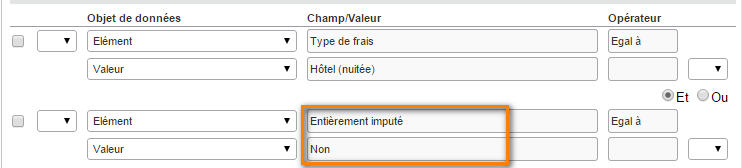 Objet de données Champ/Valeur Opérateur
Elément Type de frais Egal à
Valeur Hôtel (nuitée)
Et Ou
Elément Entièrement imputé Egal à
Valeur Non